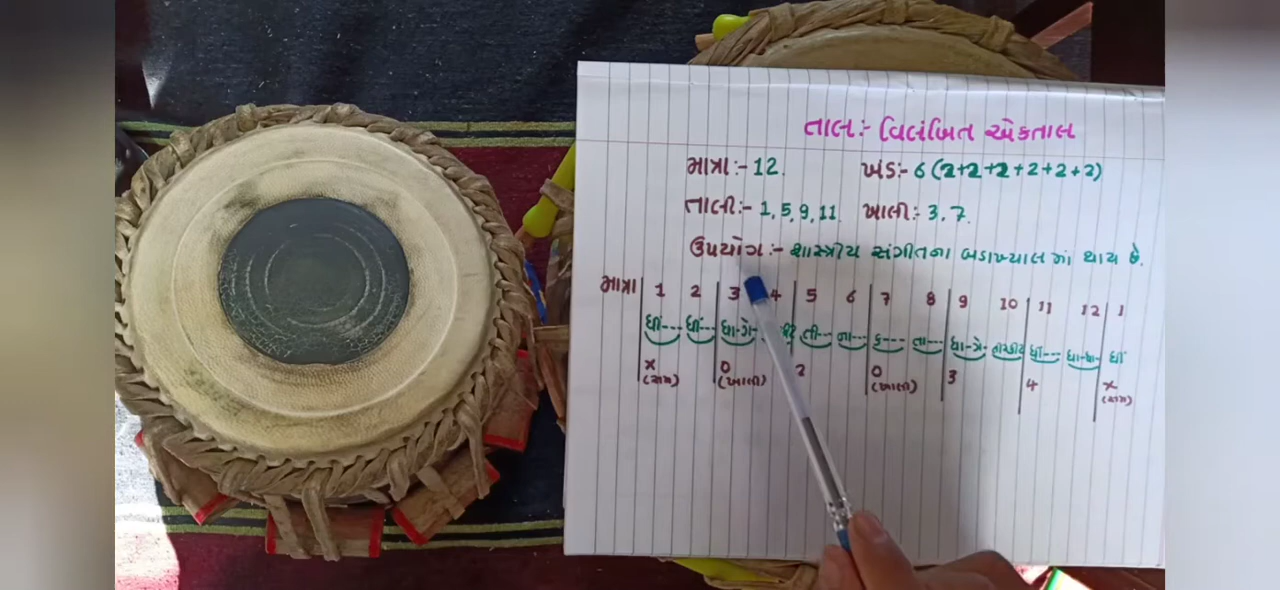 તાલ:- વિલંબિત એકતાલ
માત્રા:- 12. ખંડ:- 6 (2+2+2+2+2+2)
તાલી:- 1, 5, 9, 11. ખાલી:- 3, 7.
ઉપયોગ:- શાસ્ત્રીય સંગીતના બડાખ્યાલ માં થાય છે.
માત્રા 1 2 3 4 5 6 7 8 9 10 11 12 1
ધીં--- ધીં--- ધા-ગે- તી--- ના--- ક--- તા--- ધા-ગે- તીરકીટ ધીં--- ધા-ધા- ધીં
X 0 2 0 3 4 X
(સમ) (ખાલી) (ખાલી) (સમ)